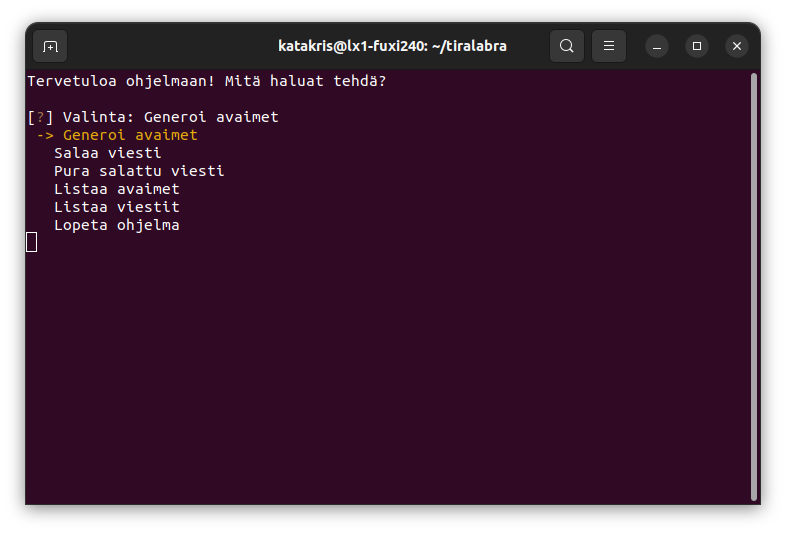 katakris@lx1-fuxi240: ~/tiralabra
Tervetuloa ohjelmaan! Mitä haluat tehdä?
[?] Valinta: Generoi avaimet
-> Generoi avaimet
Salaa viesti
Pura salattu viesti
Listaa avaimet
Listaa viestit
Lopeta ohjelma